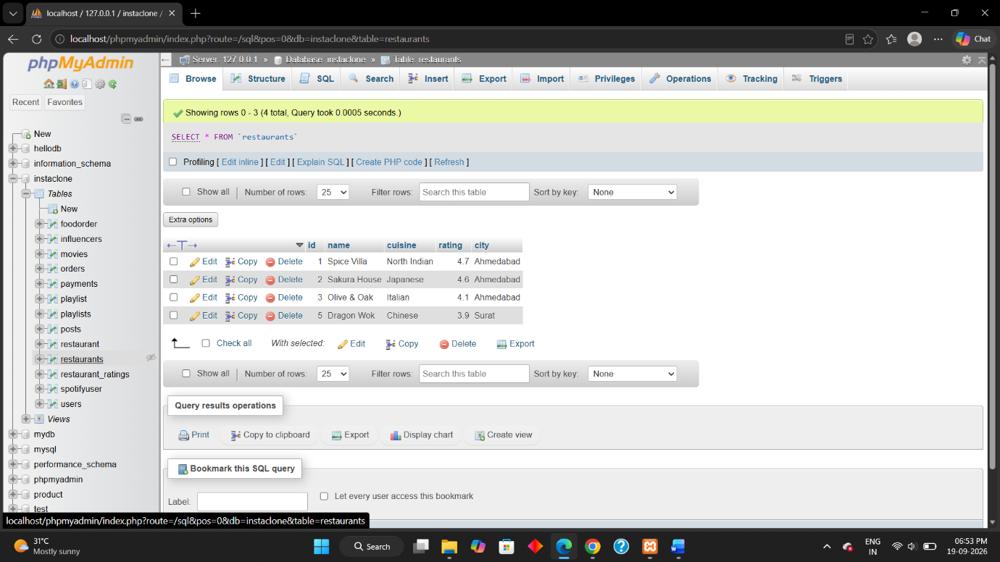 localhost / 127.0.0.1 / instaclone /
localhost/phpmyadmin/index.php?route=/sql&pos=0&db=instaclone&table=restaurants
Chat
phpMyAdmin
Recent Favorites
New
hellodb
information_schema
instaclone
Tables
New
foodorder
influencers
movies
orders
payments
playlist
playlists
posts
restaurant
restaurants
restaurant_ratings
spotifyuser
users
Views
mydb
mysql
performance_schema
phpmyadmin
product
test
localhost/phpmyadmin/index.php?route=/sql&pos=0&db=instaclone&table=restaurants
Server: 127.0.0.1 » Database: instaclone » Table: restaurants
Browse Structure SQL Search Insert Export Import Privileges Operations Tracking Triggers
Showing rows 0 - 3 (4 total, Query took 0.0005 seconds.)
SELECT * FROM `restaurants`
Profiling [ Edit inline ] [ Edit ] [ Explain SQL ] [ Create PHP code ] [ Refresh ]
Show all | Number of rows: 25 Filter rows: Search this table Sort by key: None
Extra options
←T→ id name cuisine rating city
Edit Copy Delete 1 Spice Villa North Indian 4.7 Ahmedabad
Edit Copy Delete 2 Sakura House Japanese 4.6 Ahmedabad
Edit Copy Delete 3 Olive & Oak Italian 4.1 Ahmedabad
Edit Copy Delete 5 Dragon Wok Chinese 3.9 Surat
Check all With selected: Edit Copy Delete Export
Show all | Number of rows: 25 Filter rows: Search this table Sort by key: None
Query results operations
Print Copy to clipboard Export Display chart Create view
Bookmark this SQL query
Label: Let every user access this bookmark
31°C
Mostly sunny
Search
ENG
IN
06:53 PM
19-09-2026